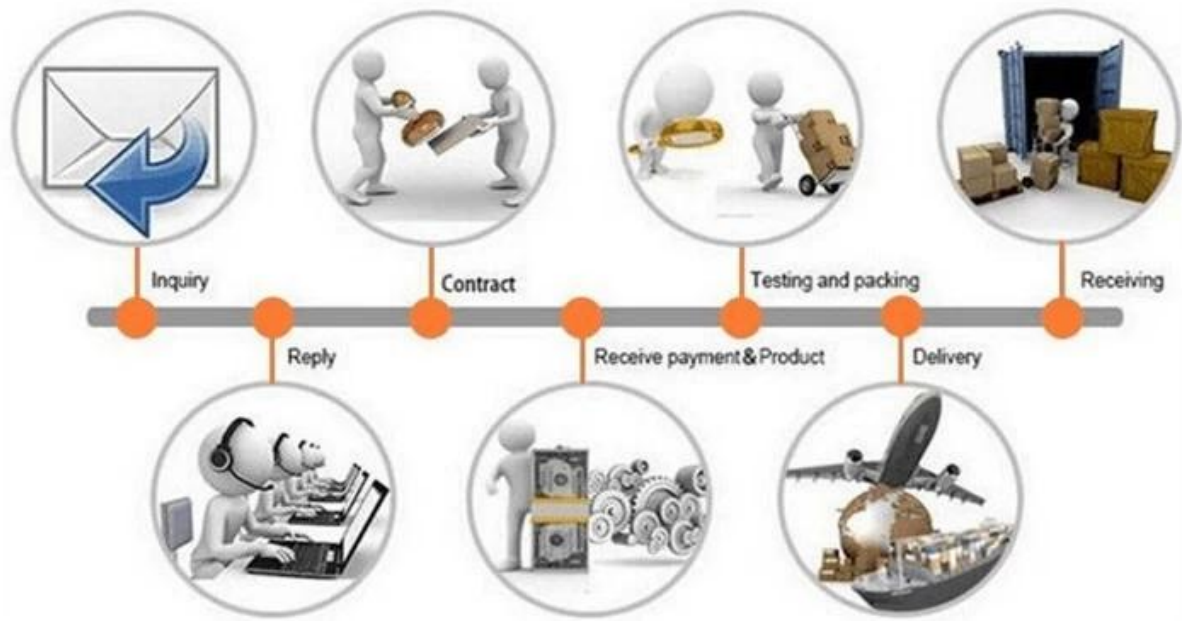 Inquiry
Reply
Contract
Receive payment&Product
Testing and packing
Delivery
Receiving